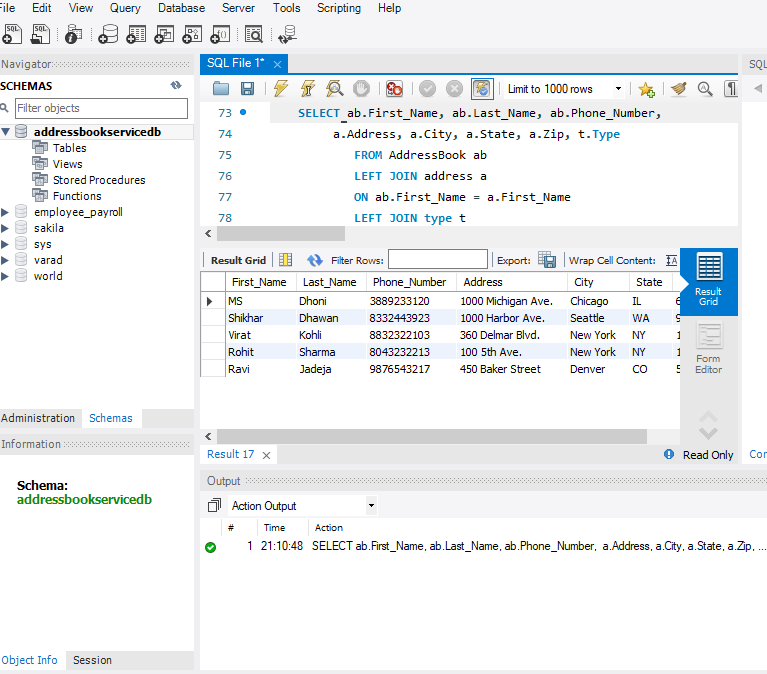 File Edit View Query Database Server Tools Scripting Help
Navigator
SQL File 1*
SQL
SCHEMAS
Filter objects
Limit to 1000 rows
addressbookservicedb
Tables
Views
Stored Procedures
Functions
employee_payroll
sakila
sys
varad
world
73 SELECT ab.First_Name, ab.Last_Name, ab.Phone_Number,
74 a.Address, a.City, a.State, a.Zip, t.Type
75 FROM AddressBook ab
76 LEFT JOIN address a
77 ON ab.First_Name = a.First_Name
78 LEFT JOIN type t
Result Grid Filter Rows: Export: Wrap Cell Content:
First_Name Last_Name Phone_Number Address City State
MS Dhoni 3889233120 1000 Michigan Ave. Chicago IL 6
Shikhar Dhawan 8332443923 1000 Harbor Ave. Seattle WA 9
Virat Kohli 8832322103 360 Delmar Blvd. New York NY 1
Rohit Sharma 8043232213 100 5th Ave. New York NY 1
Ravi Jadeja 9876543217 450 Baker Street Denver CO 5
Result
Grid
Form
Editor
Administration Schemas
Information
Result 17
Read Only
Con
Schema:
addressbookservicedb
Output
Action Output
# Time Action
1 21:10:48 SELECT ab.First_Name, ab.Last_Name, ab.Phone_Number, a.Address, a.City, a.State, a.Zip, ...
Object Info Session